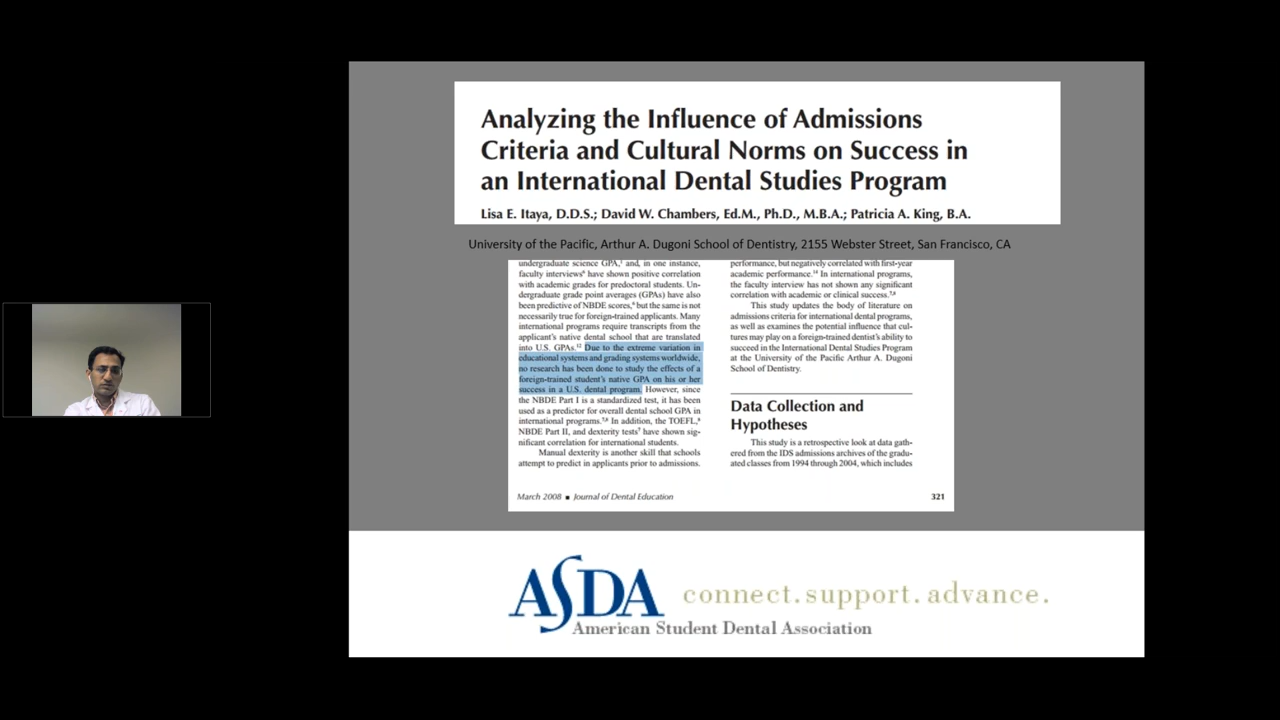 Analyzing the Influence of Admissions
Criteria and Cultural Norms on Success in
an International Dental Studies Program
Lisa E. Itaya, D.D.S.; David W. Chambers, Ed.M., Ph.D., M.B.A.; Patricia A. King, B.A.
University of the Pacific, Arthur A. Dugoni School of Dentistry, 2155 Webster Street, San Francisco, CA
undergraduate science GPA,¹ and, in one instance,
faculty interviews⁶ have shown positive correlation
with academic grades for predoctoral students. Un-
dergraduate grade point averages (GPAs) have also
been predictive of NBDE scores,⁶ but the same is not
necessarily true for foreign-trained applicants. Many
international programs require transcripts from the
applicant's native dental school that are translated
into U.S. GPAs.¹² Due to the extreme variation in
educational systems and grading systems worldwide,
no research has been done to study the effects of a
foreign-trained student's native GPA on his or her
success in a U.S. dental program. However, since
the NBDE Part I is a standardized test, it has been
used as a predictor for overall dental school GPA in
international programs.⁷,⁸ In addition, the TOEFL,⁸
NBDE Part II, and dexterity tests⁷ have shown sig-
nificant correlation for international students.
Manual dexterity is another skill that schools
attempt to predict in applicants prior to admissions.
performance, but negatively correlated with first-year
academic performance.¹⁴ In international programs,
the faculty interview has not shown any significant
correlation with academic or clinical success.⁷,⁸
This study updates the body of literature on
admissions criteria for international dental programs,
as well as examines the potential influence that cul-
tures may play on a foreign-trained dentist's ability to
succeed in the International Dental Studies Program
at the University of the Pacific Arthur A. Dugoni
School of Dentistry.
Data Collection and
Hypotheses
This study is a retrospective look at data gath-
ered from the IDS admissions archives of the gradu-
ated classes from 1994 through 2004, which includes
March 2008 ■ Journal of Dental Education
321
ASDA
connect. support. advance.
American Student Dental Association